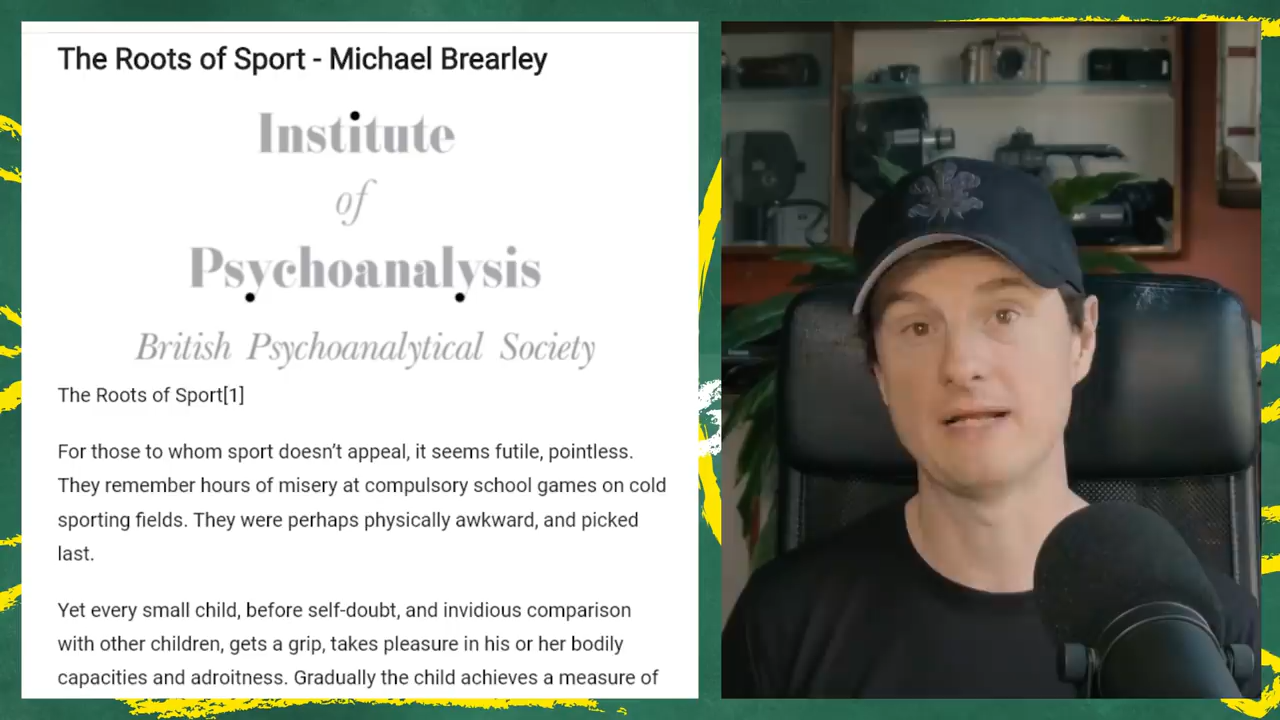 The Roots of Sport - Michael Brearley
Institute
of
Psychoanalysis
British Psychoanalytical Society
The Roots of Sport[1]
For those to whom sport doesn’t appeal, it seems futile, pointless.
They remember hours of misery at compulsory school games on cold
sporting fields. They were perhaps physically awkward, and picked
last.
Yet every small child, before self-doubt, and invidious comparison
with other children, gets a grip, takes pleasure in his or her bodily
capacities and adroitness. Gradually the child achieves a measure of